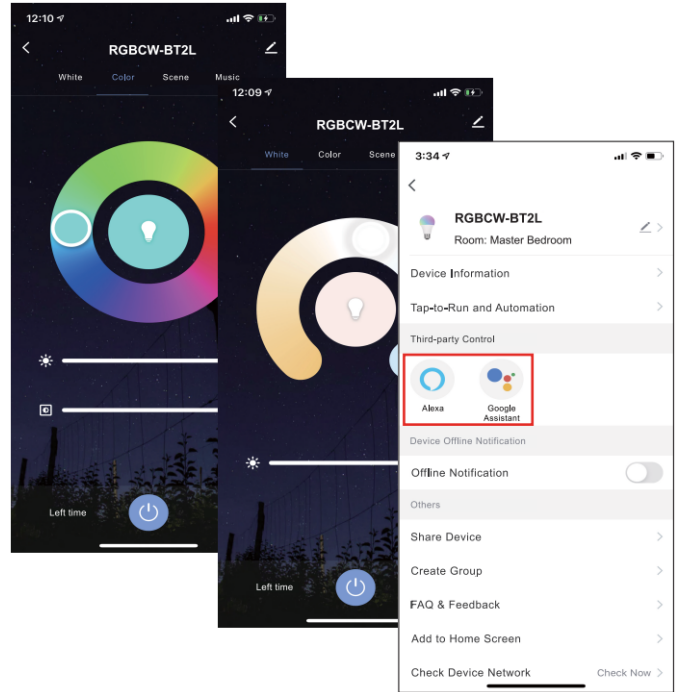 12:10
RGBCW-BT2L
White Color Scene Music
Left time
12:09
RGBCW-BT2L
White Color Scene
Left time
3:34
RGBCW-BT2L
Room: Master Bedroom
Device Information
Tap-to-Run and Automation
Third-party Control
Alexa
Google
Assistant
Device Offline Notification
Offline Notification
Others
Share Device
Create Group
FAQ & Feedback
Add to Home Screen
Check Device Network Check Now